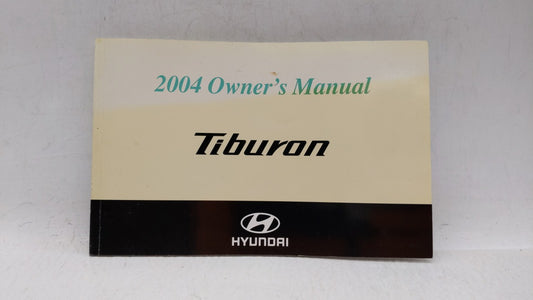 2004 Owner's Manual
Tiburon
HYUNDAI